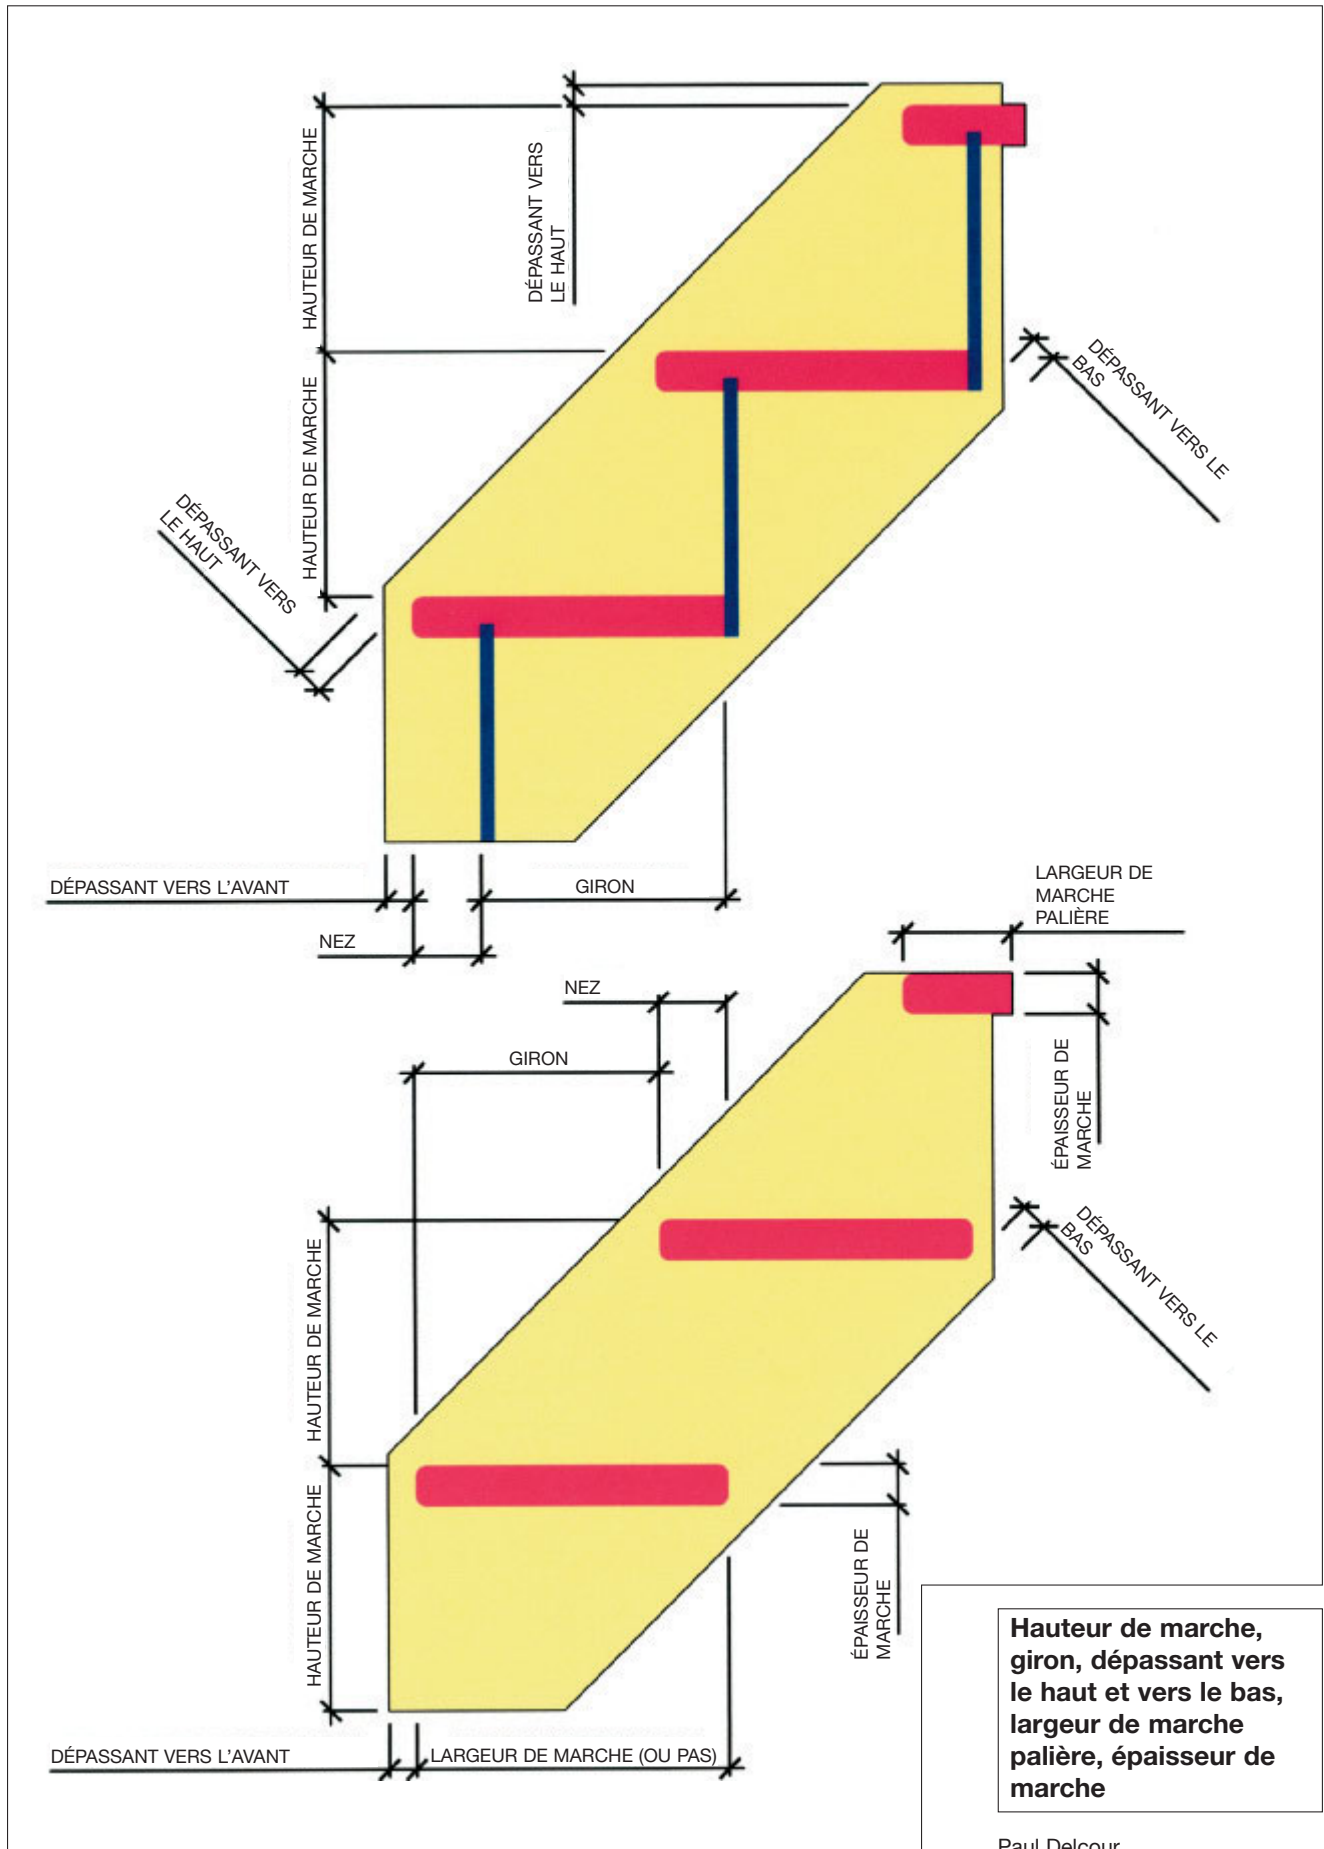 HAUTEUR DE MARCHE
DÉPASSANT VERS
LE HAUT
HAUTEUR DE MARCHE
DÉPASSANT VERS LE
BAS
DÉPASSANT VERS
LE HAUT
DÉPASSANT VERS L'AVANT
GIRON
NEZ
LARGEUR DE
MARCHE
PALIÈRE
NEZ
GIRON
ÉPAISSEUR DE
MARCHE
HAUTEUR DE MARCHE
DÉPASSANT VERS LE
BAS
HAUTEUR DE MARCHE
ÉPAISSEUR DE
MARCHE
DÉPASSANT VERS L'AVANT
LARGEUR DE MARCHE (OU PAS)
Hauteur de marche,
giron, dépassant vers
le haut et vers le bas,
largeur de marche
palière, épaisseur de
marche
Paul Delcour